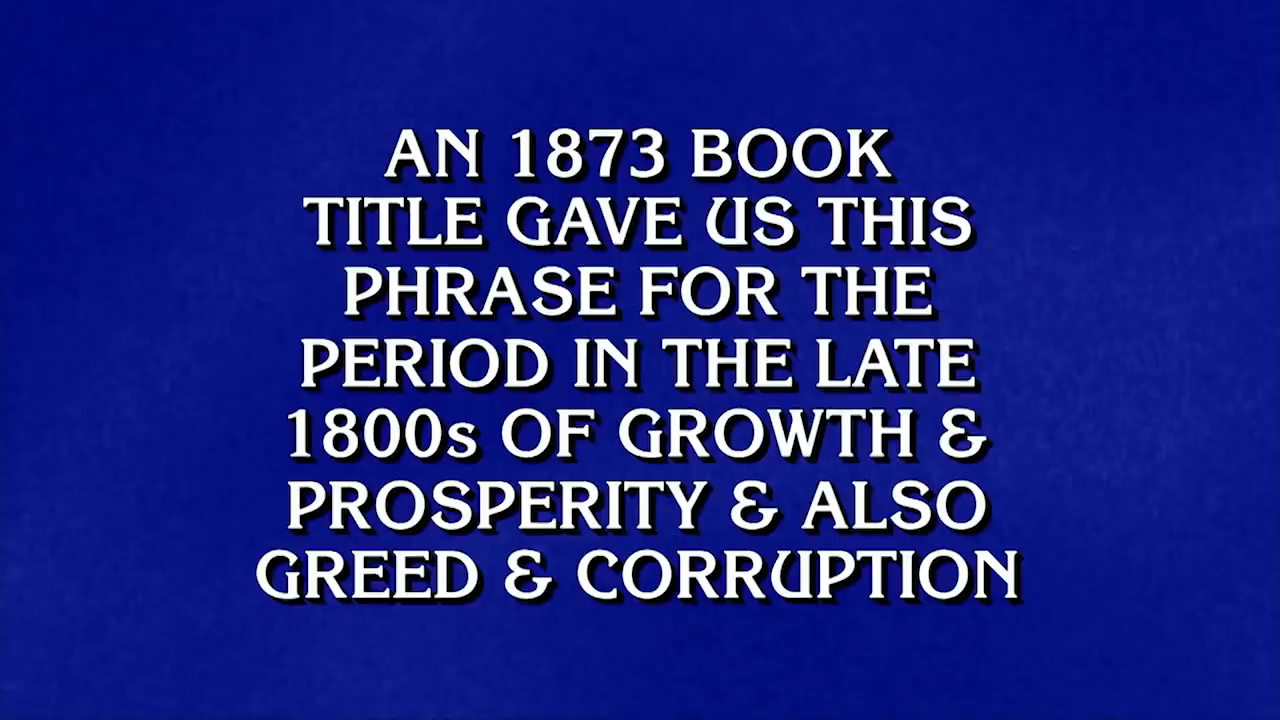 AN 1873 BOOK
TITLE GAVE US THIS
PHRASE FOR THE
PERIOD IN THE LATE
1800s OF GROWTH &
PROSPERITY & ALSO
GREED & CORRUPTION